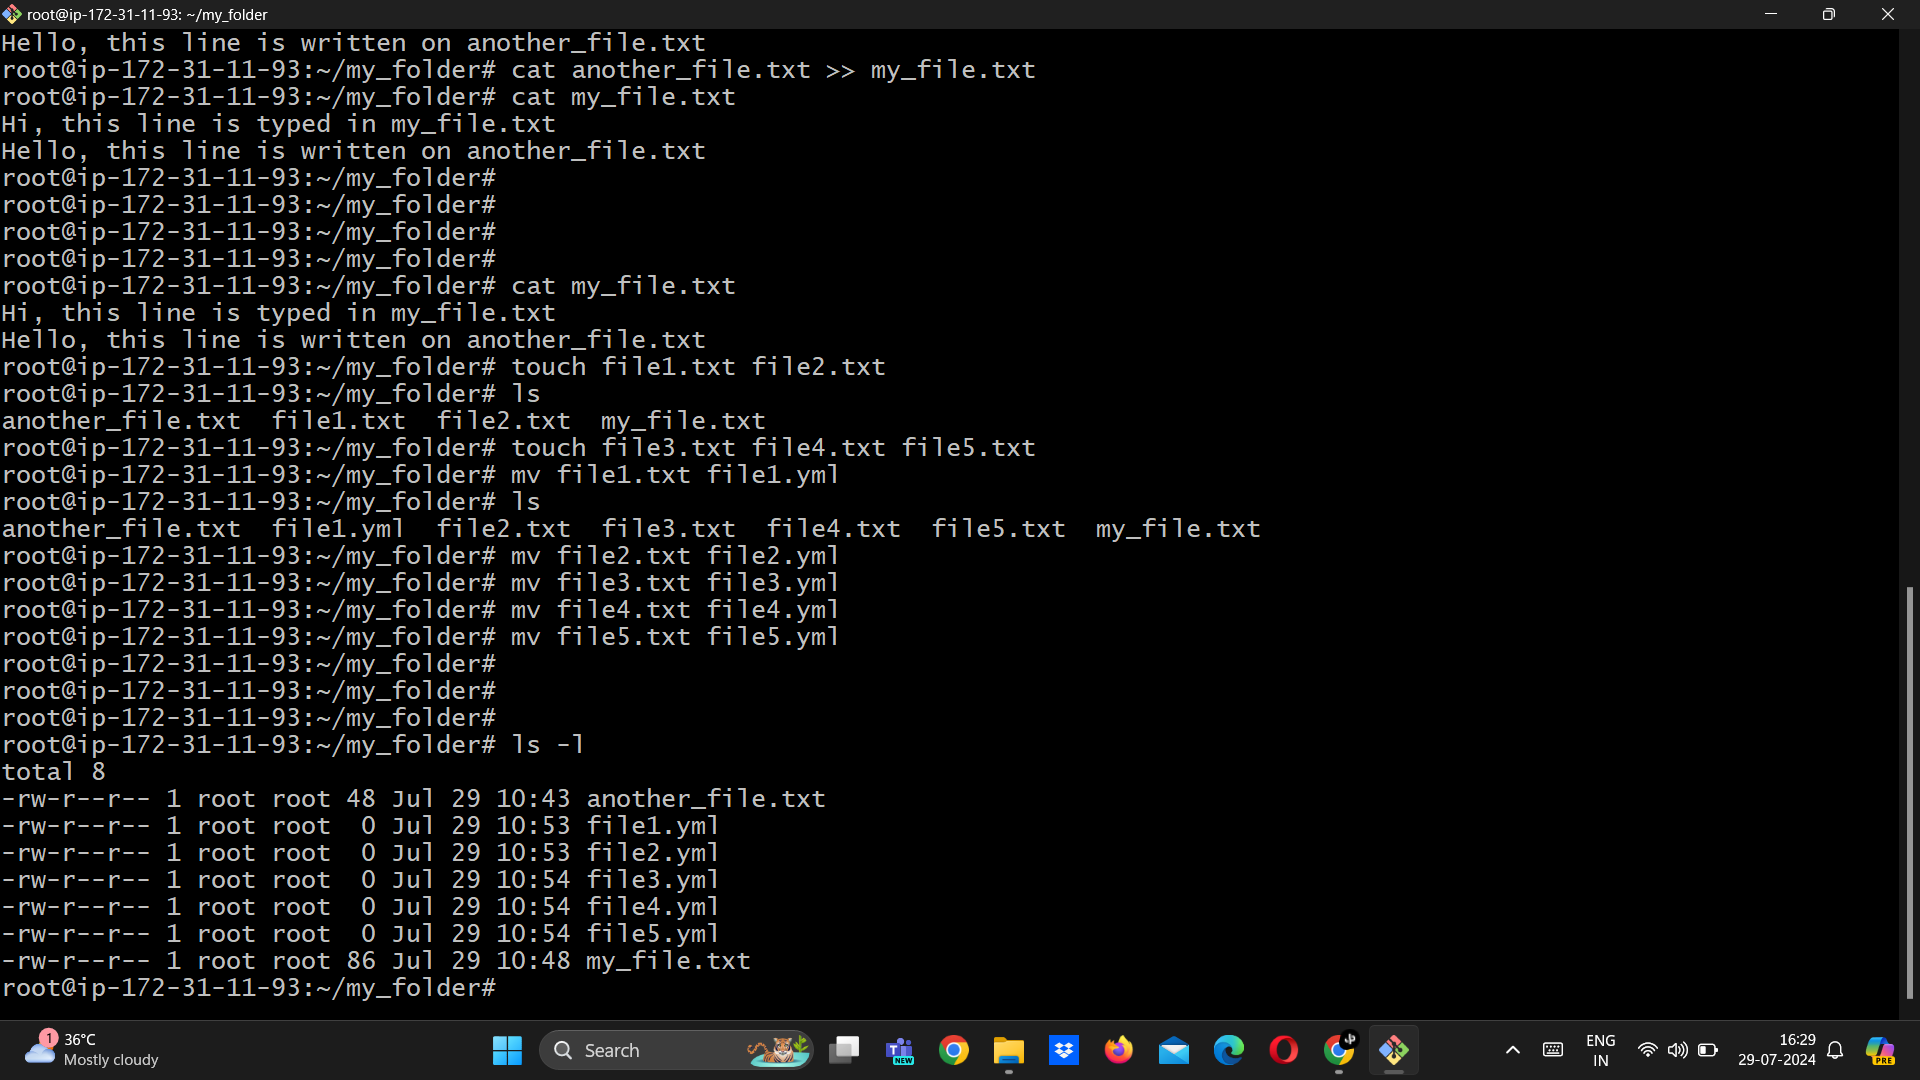 root@ip-172-31-11-93: ~/my_folder
Hello, this line is written on another_file.txt
root@ip-172-31-11-93:~/my_folder# cat another_file.txt >> my_file.txt
root@ip-172-31-11-93:~/my_folder# cat my_file.txt
Hi, this line is typed in my_file.txt
Hello, this line is written on another_file.txt
root@ip-172-31-11-93:~/my_folder#
root@ip-172-31-11-93:~/my_folder#
root@ip-172-31-11-93:~/my_folder#
root@ip-172-31-11-93:~/my_folder#
root@ip-172-31-11-93:~/my_folder# cat my_file.txt
Hi, this line is typed in my_file.txt
Hello, this line is written on another_file.txt
root@ip-172-31-11-93:~/my_folder# touch file1.txt file2.txt
root@ip-172-31-11-93:~/my_folder# ls
another_file.txt  file1.txt  file2.txt  my_file.txt
root@ip-172-31-11-93:~/my_folder# touch file3.txt file4.txt file5.txt
root@ip-172-31-11-93:~/my_folder# mv file1.txt file1.yml
root@ip-172-31-11-93:~/my_folder# ls
another_file.txt  file1.yml  file2.txt  file3.txt  file4.txt  file5.txt  my_file.txt
root@ip-172-31-11-93:~/my_folder# mv file2.txt file2.yml
root@ip-172-31-11-93:~/my_folder# mv file3.txt file3.yml
root@ip-172-31-11-93:~/my_folder# mv file4.txt file4.yml
root@ip-172-31-11-93:~/my_folder# mv file5.txt file5.yml
root@ip-172-31-11-93:~/my_folder#
root@ip-172-31-11-93:~/my_folder#
root@ip-172-31-11-93:~/my_folder#
root@ip-172-31-11-93:~/my_folder# ls -l
total 8
-rw-r--r-- 1 root root 48 Jul 29 10:43 another_file.txt
-rw-r--r-- 1 root root  0 Jul 29 10:53 file1.yml
-rw-r--r-- 1 root root  0 Jul 29 10:53 file2.yml
-rw-r--r-- 1 root root  0 Jul 29 10:54 file3.yml
-rw-r--r-- 1 root root  0 Jul 29 10:54 file4.yml
-rw-r--r-- 1 root root  0 Jul 29 10:54 file5.yml
-rw-r--r-- 1 root root 86 Jul 29 10:48 my_file.txt
root@ip-172-31-11-93:~/my_folder#
1
36°C
Mostly cloudy
Search
NEW
ENG
IN
16:29
29-07-2024
PRE